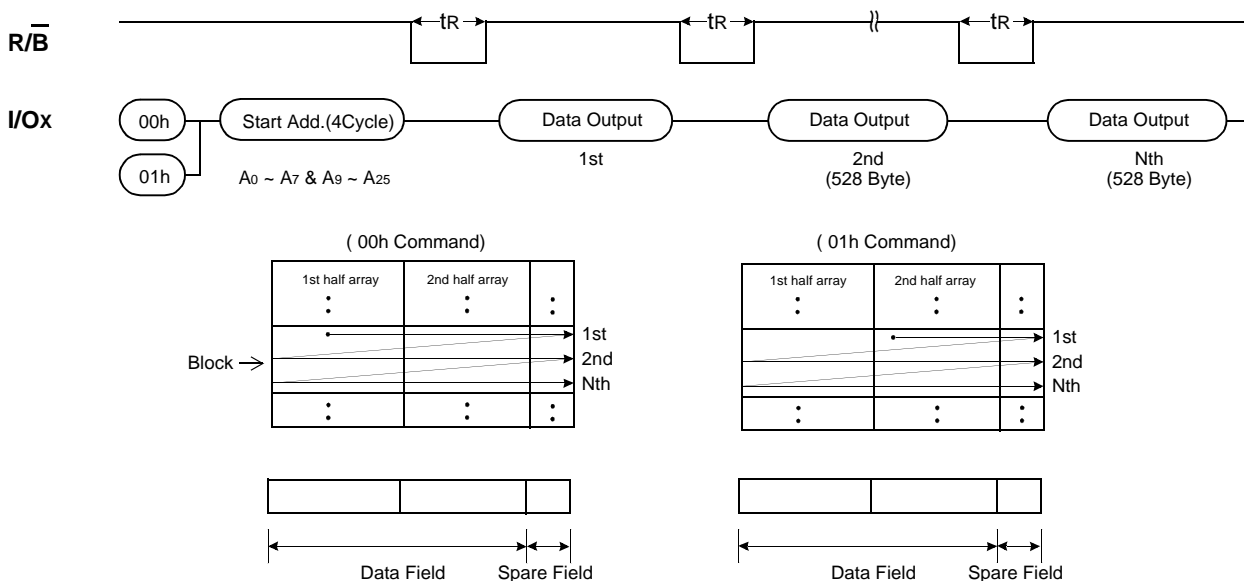 tR tR tR
R/B
I/Ox 00h Start Add.(4Cycle) Data Output Data Output Data Output
01h A0 ~ A7 & A9 ~ A25 1st 2nd Nth
(528 Byte) (528 Byte)
( 00h Command) ( 01h Command)
1st half array 2nd half array 1st half array 2nd half array
1st 1st
Block 2nd 2nd
Nth Nth
Data Field Spare Field Data Field Spare Field